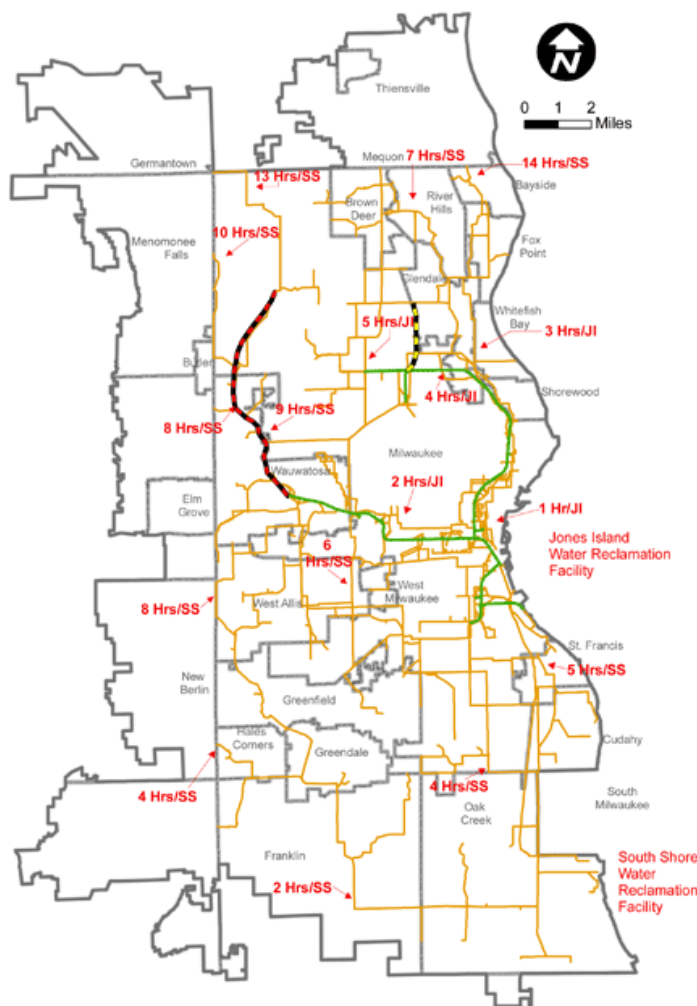 Thiensville
N
0 1 2
Miles
Germantown
Mequon
7 Hrs/SS
14 Hrs/SS
13 Hrs/SS
Bayside
Brown
Deer
River
Hills
10 Hrs/SS
Menomonee
Falls
Fox
Point
Glendale
Whitefish
Bay
5 Hrs/JI
3 Hrs/JI
Butler
4 Hrs/JI
Shorewood
9 Hrs/SS
8 Hrs/SS
Milwaukee
Wauwatosa
2 Hrs/JI
Elm
Grove
1 Hr/JI
Jones Island
Water Reclamation
Facility
6
Hrs/SS
West
Milwaukee
8 Hrs/SS
West Allis
St. Francis
5 Hrs/SS
New
Berlin
Greenfield
Hales
Corners
Greendale
Cudahy
4 Hrs/SS
4 Hrs/SS
Oak
Creek
South
Milwaukee
Franklin
South Shore
Water
Reclamation
Facility
2 Hrs/SS